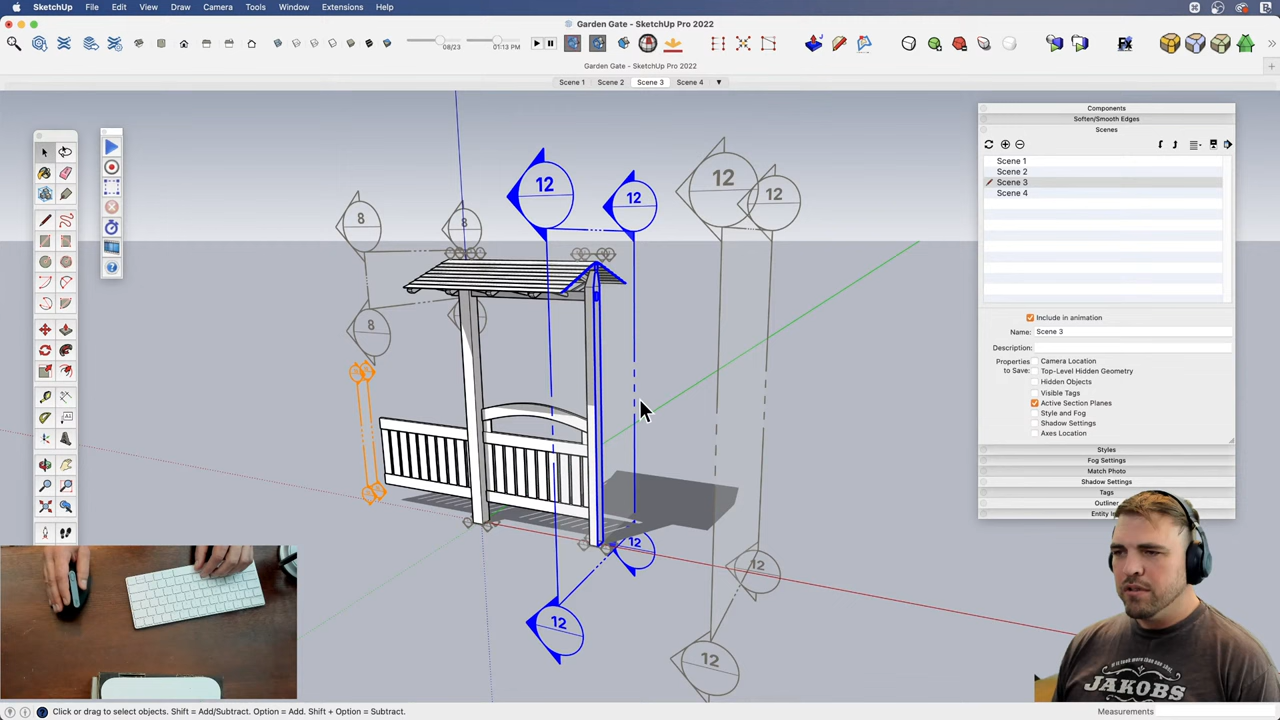 SketchUp File Edit View Draw Camera Tools Window Extensions Help
Garden Gate - SketchUp Pro 2022
08/23
01:13 PM
Garden Gate - SketchUp Pro 2022
Scene 1 Scene 2 Scene 3 Scene 4
Components
Soften/Smooth Edges
Scenes
Scene 1
Scene 2
Scene 3
Scene 4
Include in animation
Name: Scene 3
Description:
Properties
to Save:
Camera Location
Top-Level Hidden Geometry
Hidden Objects
Visible Tags
Active Section Planes
Style and Fog
Shadow Settings
Axes Location
Styles
Fog Settings
Match Photo
Shadow Settings
Tags
12
12
12
12
8
8
8
12
12
12
12
JAKOBS
Click or drag to select objects. Shift = Add/Subtract. Option = Add. Shift + Option = Subtract.
Measurements